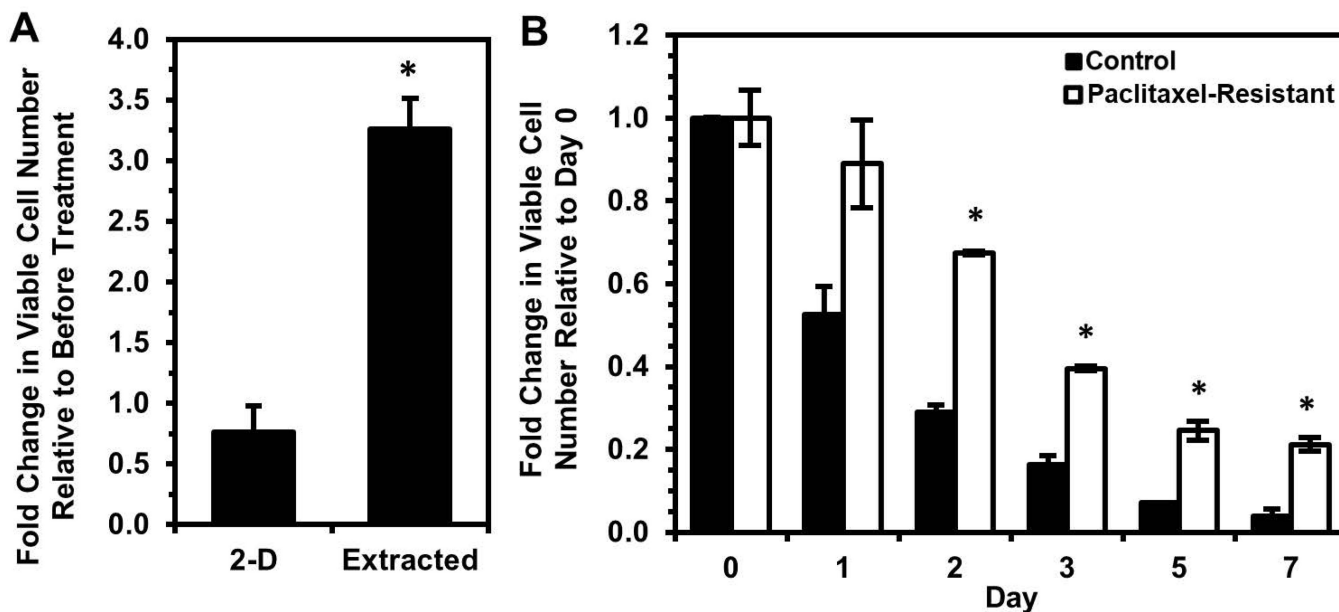 A
Fold Change in Viable Cell Number
Relative to Before Treatment
4.0
3.5
3.0
2.5
2.0
1.5
1.0
0.5
0.0
*
2-D
Extracted
B
Fold Change in Viable Cell
Number Relative to Day 0
1.2
1.0
0.8
0.6
0.4
0.2
0.0
Control
Paclitaxel-Resistant
*
*
*
*
0
1
2
3
5
7
Day